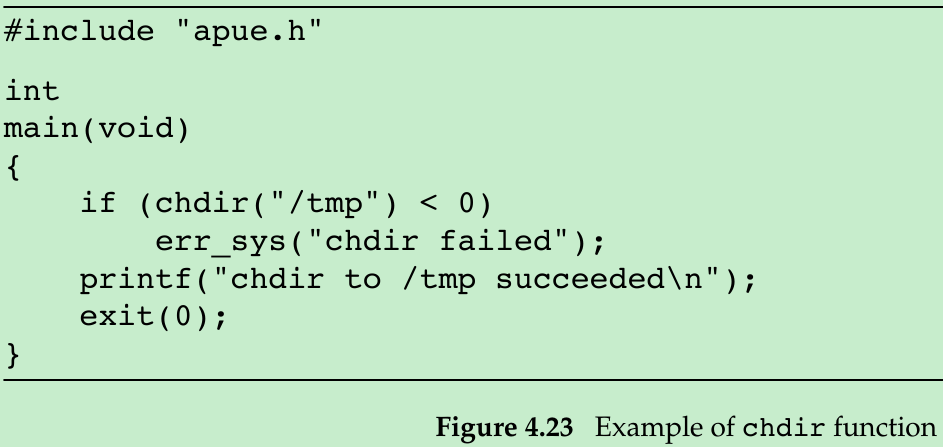 #include "apue.h"
int
main(void)
{
    if (chdir("/tmp") < 0)
        err_sys("chdir failed");
    printf("chdir to /tmp succeeded\n");
    exit(0);
}
Figure 4.23 Example of chdir function